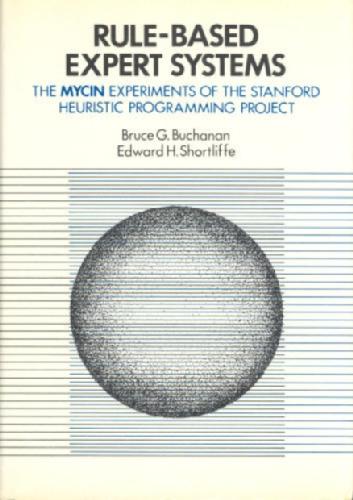 RULE-BASED
EXPERT SYSTEMS
THE MYCIN EXPERIMENTS OF THE STANFORD
HEURISTIC PROGRAMMING PROJECT
Bruce G. Buchanan
Edward H. Shortliffe